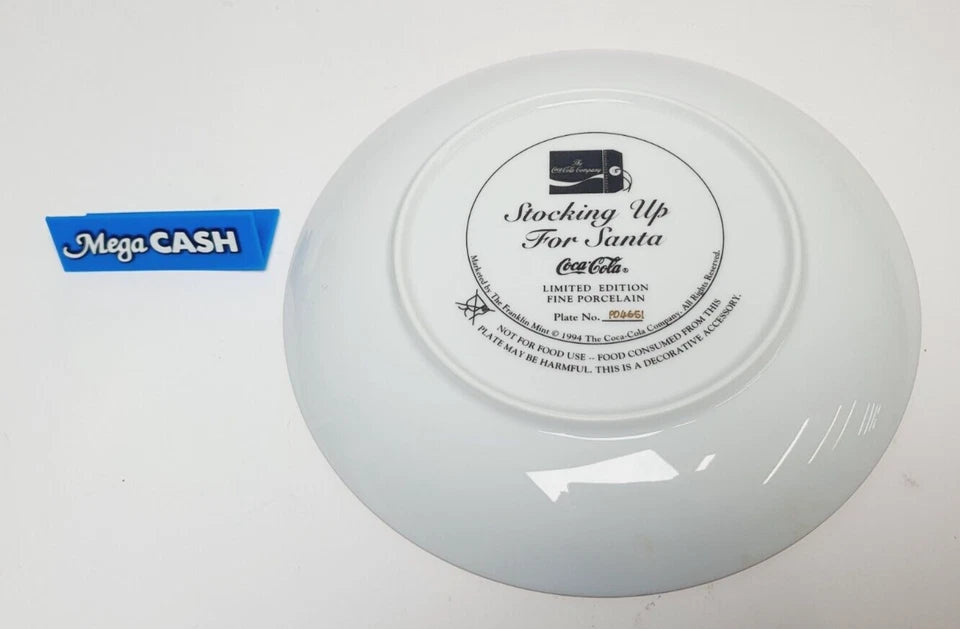 Mega CASH
The
Coca-Cola Company
Stocking Up
For Santa
Coca-Cola®
LIMITED EDITION
FINE PORCELAIN
Plate No. P04651
Marketed by The Franklin Mint © 1994 The Coca-Cola Company, All Rights Reserved.
NOT FOR FOOD USE -- FOOD CONSUMED FROM THIS
PLATE MAY BE HARMFUL. THIS IS A DECORATIVE ACCESSORY.